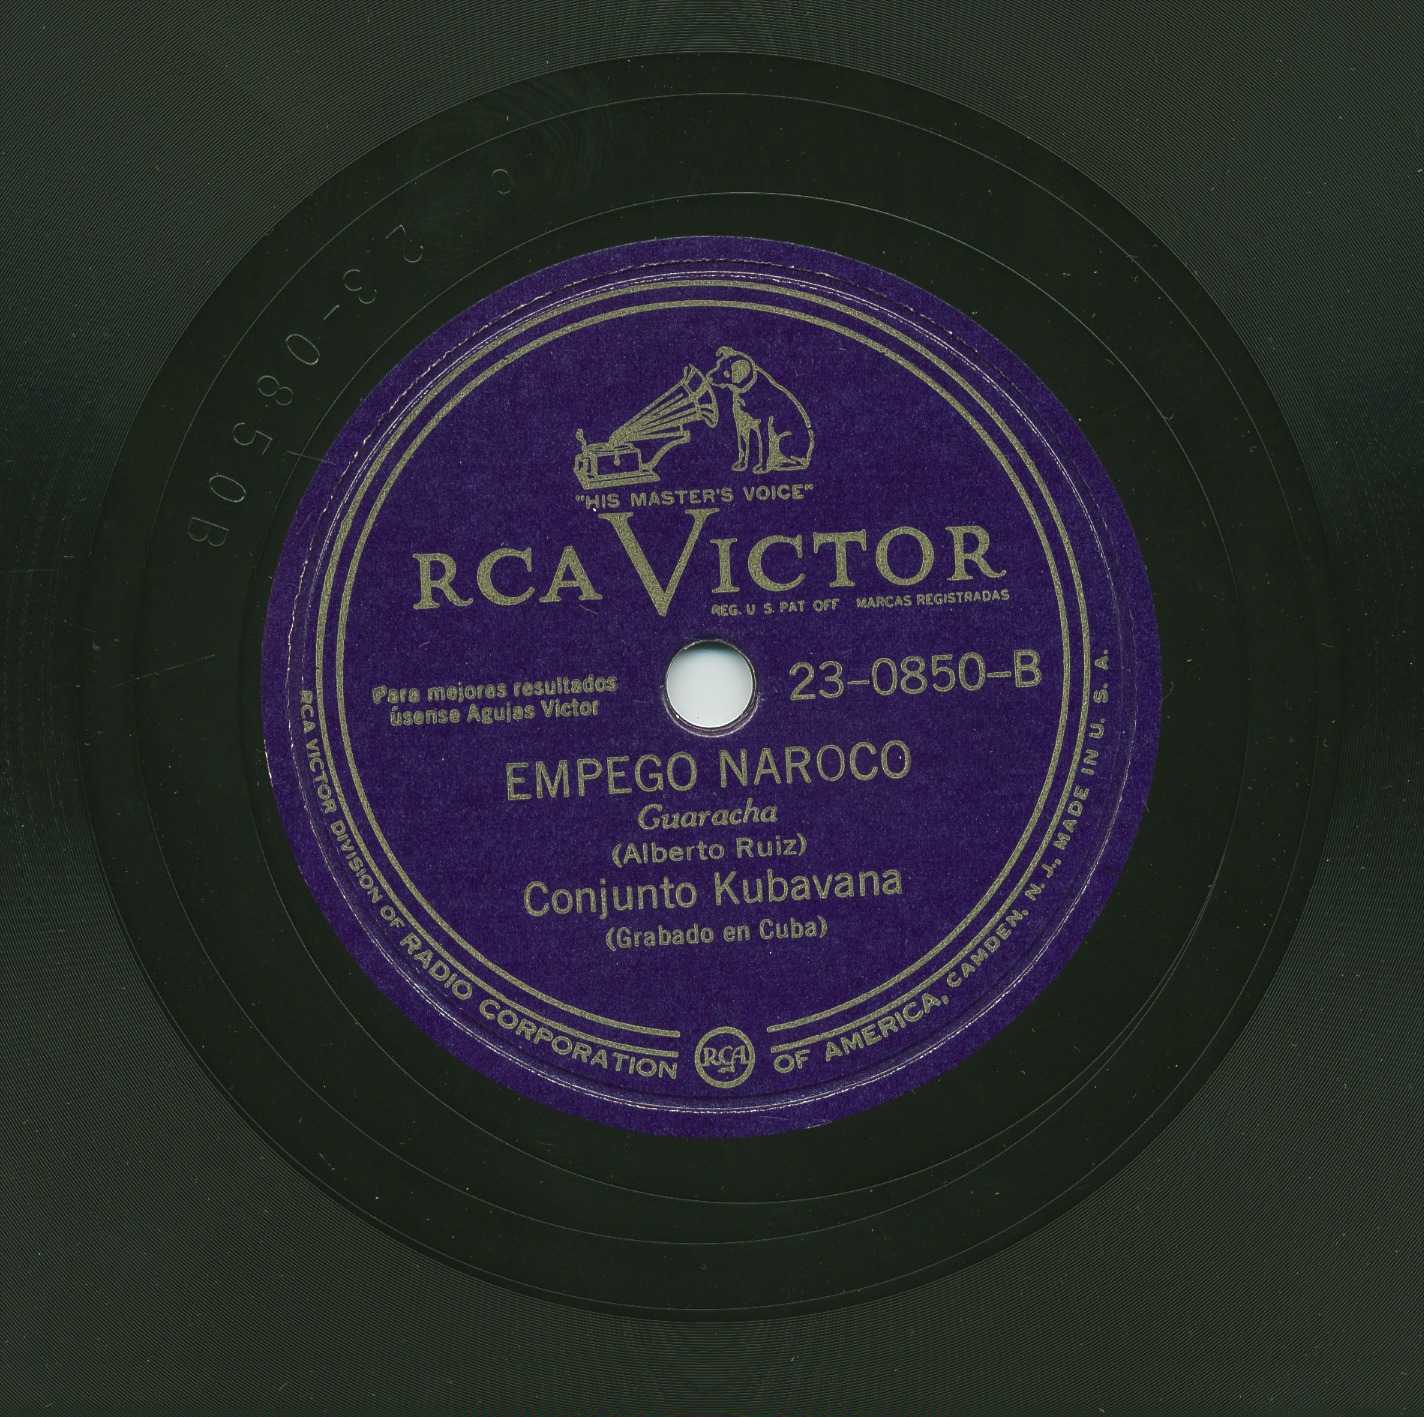 "HIS MASTER'S VOICE"
RCA VICTOR
REG. U S. PAT OFF MARCAS REGISTRADAS
Para mejores resultados
úsense Agujas Victor
23-0850-B
EMPEGO NAROCO
Guaracha
(Alberto Ruiz)
Conjunto Kubavana
(Grabado en Cuba)
RCA VICTOR DIVISION OF RADIO CORPORATION RCA OF AMERICA, CAMDEN, N. J., MADE IN U. S. A.
C 23-0850B